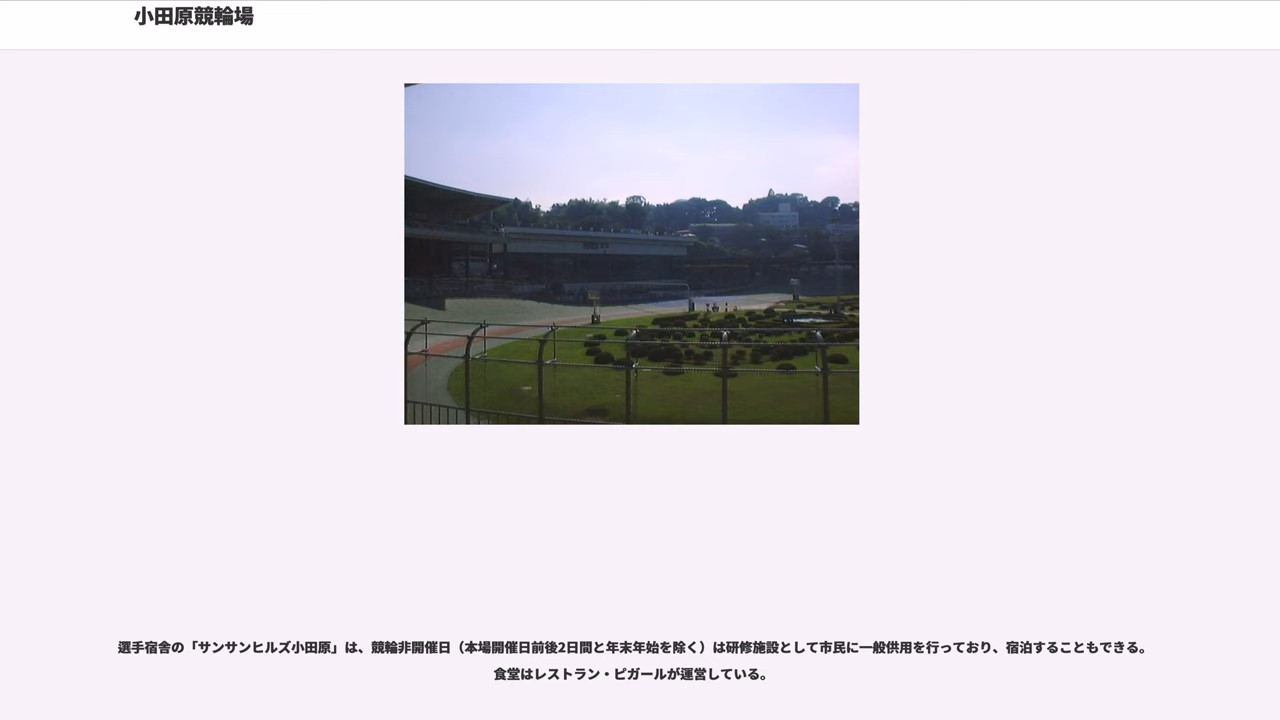 小田原競輪場
選手宿舎の「サンサンヒルズ小田原」は、競輪非開催日（本場開催日前後2日間と年末年始を除く）は研修施設として市民に一般供用を行っており、宿泊することもできる。
食堂はレストラン・ピガールが運営している。